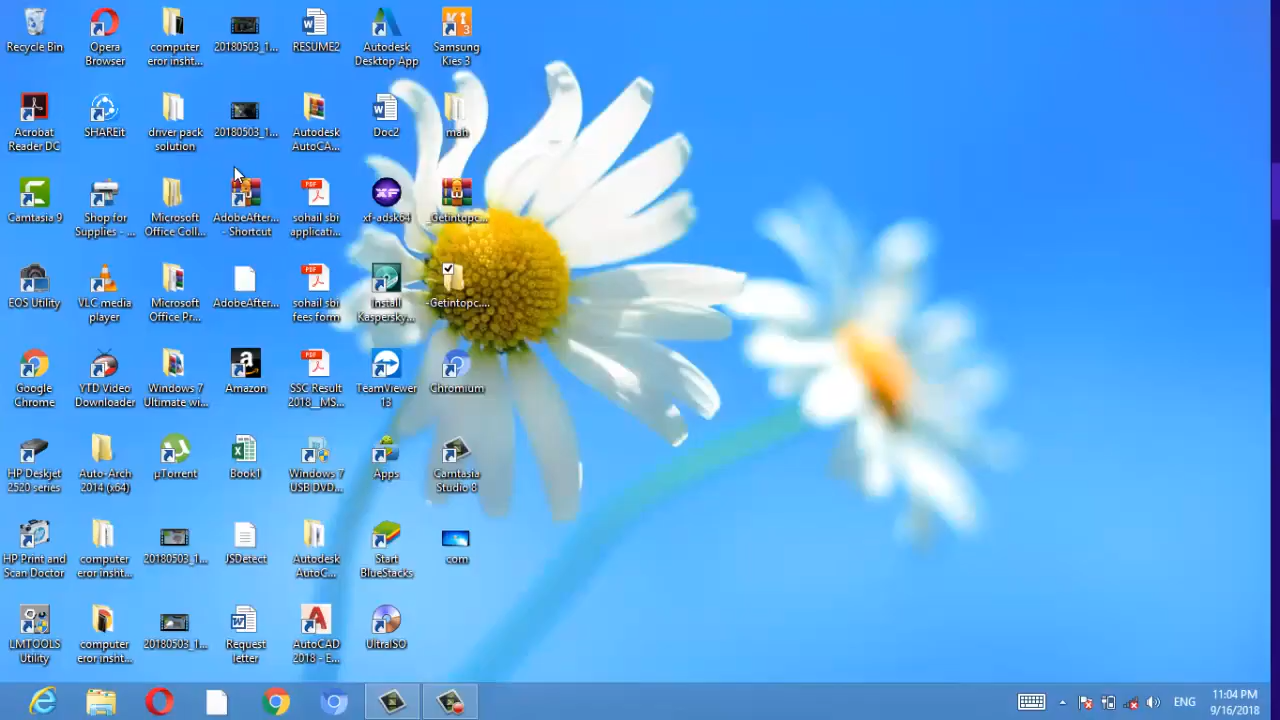 Recycle Bin
Opera
Browser
computer
eror insht...
20180503_1...
RESUME2
Autodesk
Desktop App
Samsung
Kies 3
Acrobat
Reader DC
SHAREit
driver pack
solution
20180503_1...
Autodesk
AutoCA...
Doc2
mah
Camtasia 9
Shop for
Supplies - ...
Microsoft
Office Coll...
AdobeAfter...
- Shortcut
sohail sbi
applicati...
xf-adsk64
_Getintopc...
EOS Utility
VLC media
player
Microsoft
Office Pr...
AdobeAfter...
sohail sbi
fees form
Install
Kaspersky...
-Getintopc....
Google
Chrome
YTD Video
Downloader
Windows 7
Ultimate wi...
Amazon
SSC Result
2018__MS...
TeamViewer
13
Chromium
HP Deskjet
2520 series
Auto-Arch
2014 (x64)
µTorrent
Book1
Windows 7
USB DVD...
Apps
Camtasia
Studio 8
HP Print and
Scan Doctor
computer
eror insht...
20180503_1...
JSDetect
Autodesk
AutoC...
Start
BlueStacks
com
LMTOOLS
Utility
computer
eror insht...
20180503_1...
Request
letter
AutoCAD
2018 - E...
UltraISO
ENG
11:04 PM
9/16/2018